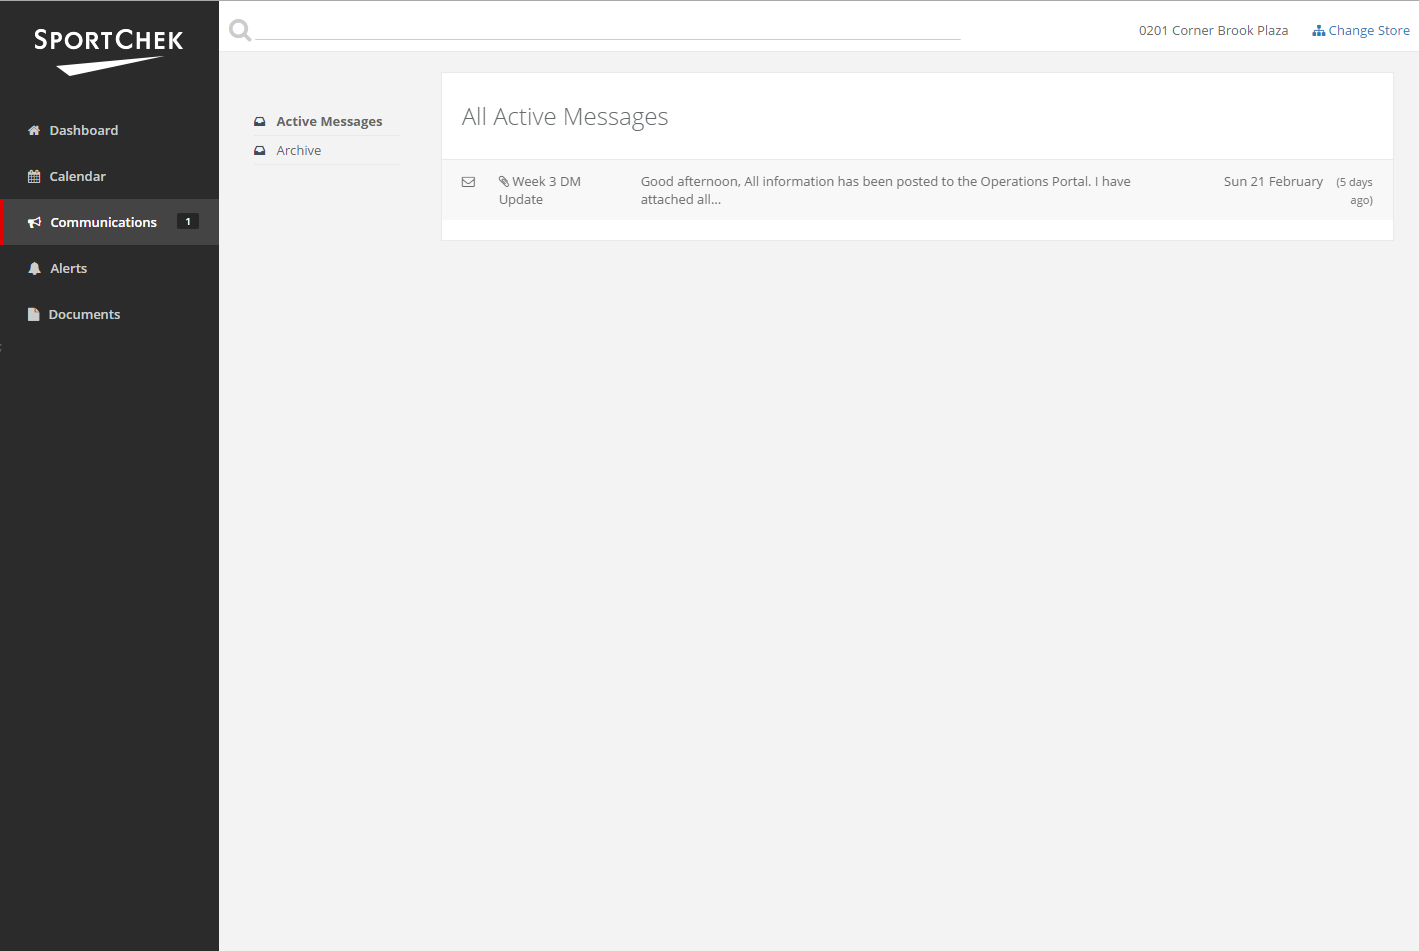 SPORTCHEK
0201 Corner Brook Plaza
Change Store
Dashboard
Calendar
Communications
1
Alerts
Documents
Active Messages
Archive
All Active Messages
Week 3 DM
Update
Good afternoon, All information has been posted to the Operations Portal. I have
attached all...
Sun 21 February
(5 days
ago)